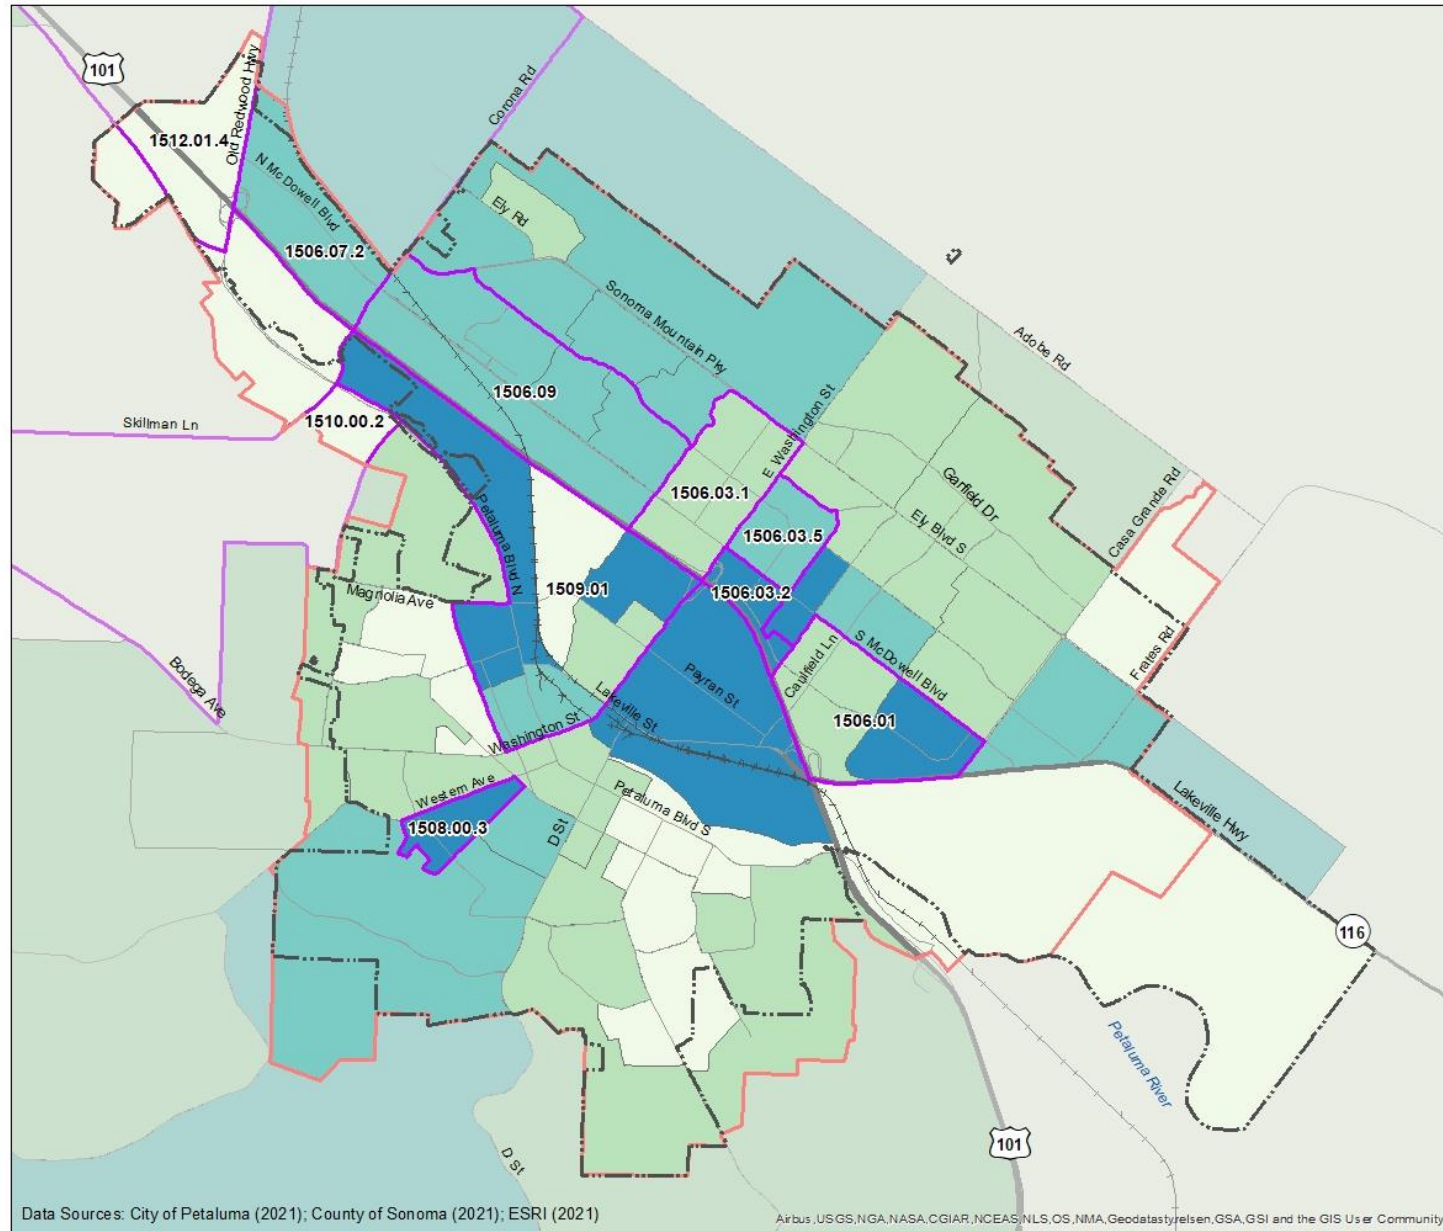 101
Old Redwood Hwy
Corona Rd
1512.01.4
N McDowell Blvd
Ely Rd
1506.07.2
Sonoma Mountain Pky
Adobe Rd
1506.09
Skillman Ln
1510.00.2
E Washington St
1506.03.1
Garfield Dr
Casa Grande Rd
Ely Blvd S
1506.03.5
Petaluma Blvd N
1509.01
1506.03.2
Magnolia Ave
Caulfield Ln
S McDowell Blvd
Frates Rd
Bodega Ave
Payran St
Lakeville St
1506.01
Washington St
Western Ave
Petaluma Blvd S
Lakeville Hwy
1508.00.3
D St
116
Petaluma River
101
D St
Data Sources: City of Petaluma (2021); County of Sonoma (2021); ESRI (2021)
Airbus,USGS,NGA,NASA,CGIAR,NCEAS,NLS,OS,NMA,Geodatastyrelsen,GSA,GSI and the GIS User Community